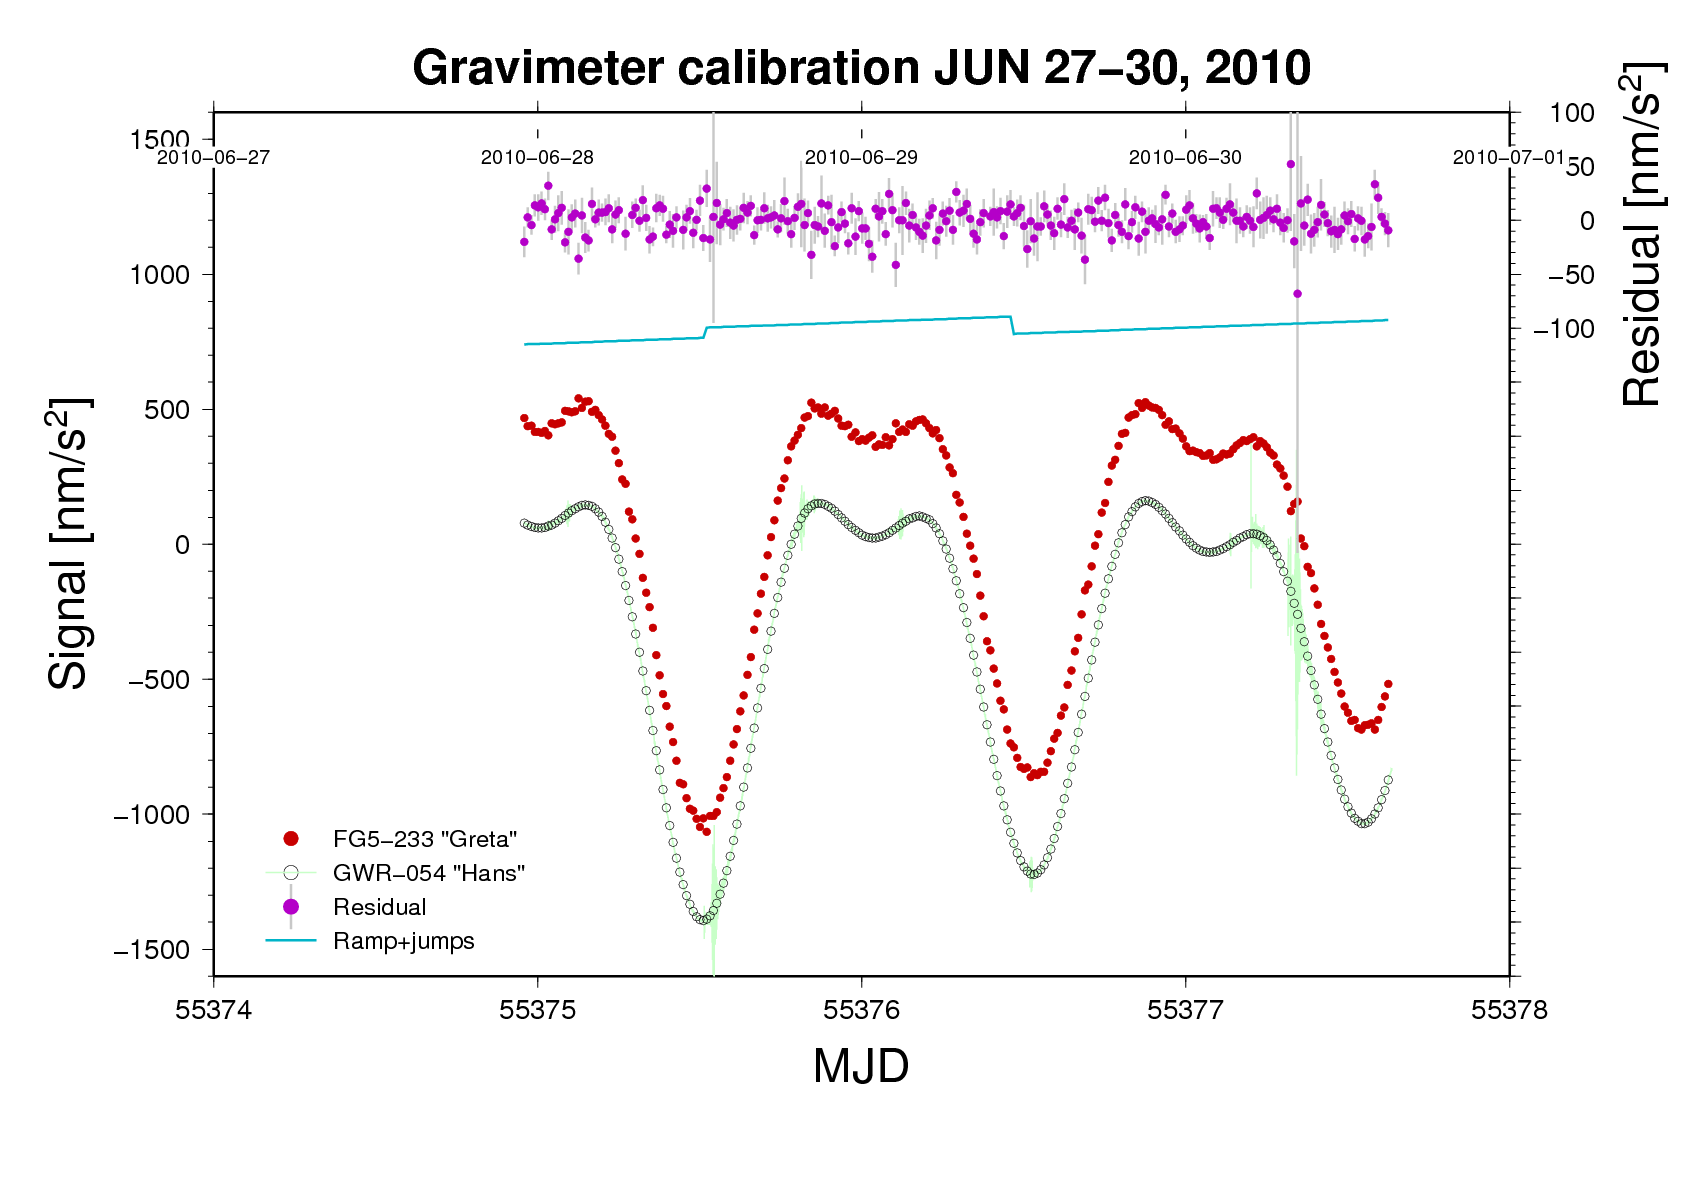 Gravimeter calibration JUN 27−30, 2010
Signal [nm/s²]
1500
1000
500
0
−500
−1000
−1500
2010−06−27
2010−06−28
2010−06−29
2010−06−30
2010−07−01
100
50
0
−50
−100
Residual [nm/s²]
FG5−233 "Greta"
GWR−054 "Hans"
Residual
Ramp+jumps
55374
55375
55376
55377
55378
MJD